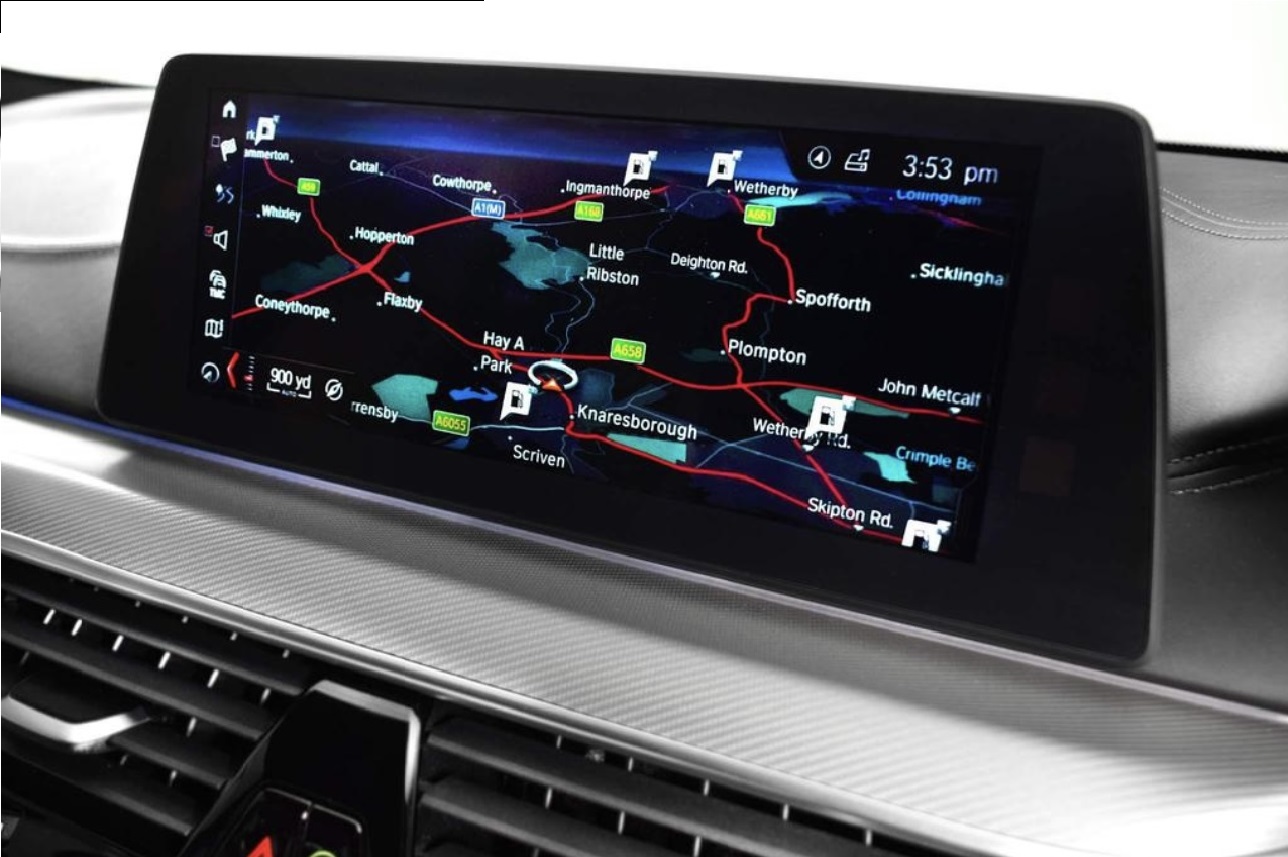 3:53 pm
Cattal
Cowthorpe
Ingmanthorpe
Wetherby
Collingham
A59
A1(M)
A168
A661
Whixley
Hopperton
Little
Ribston
Deighton Rd.
Sicklingha
Coneythorpe
Flaxby
Spofforth
TMC
Hay A
Park
A658
Plompton
900 yd
AUTO
John Metcalf
rrensby
A6055
Knaresborough
Scriven
Crimple Be
Skipton Rd.